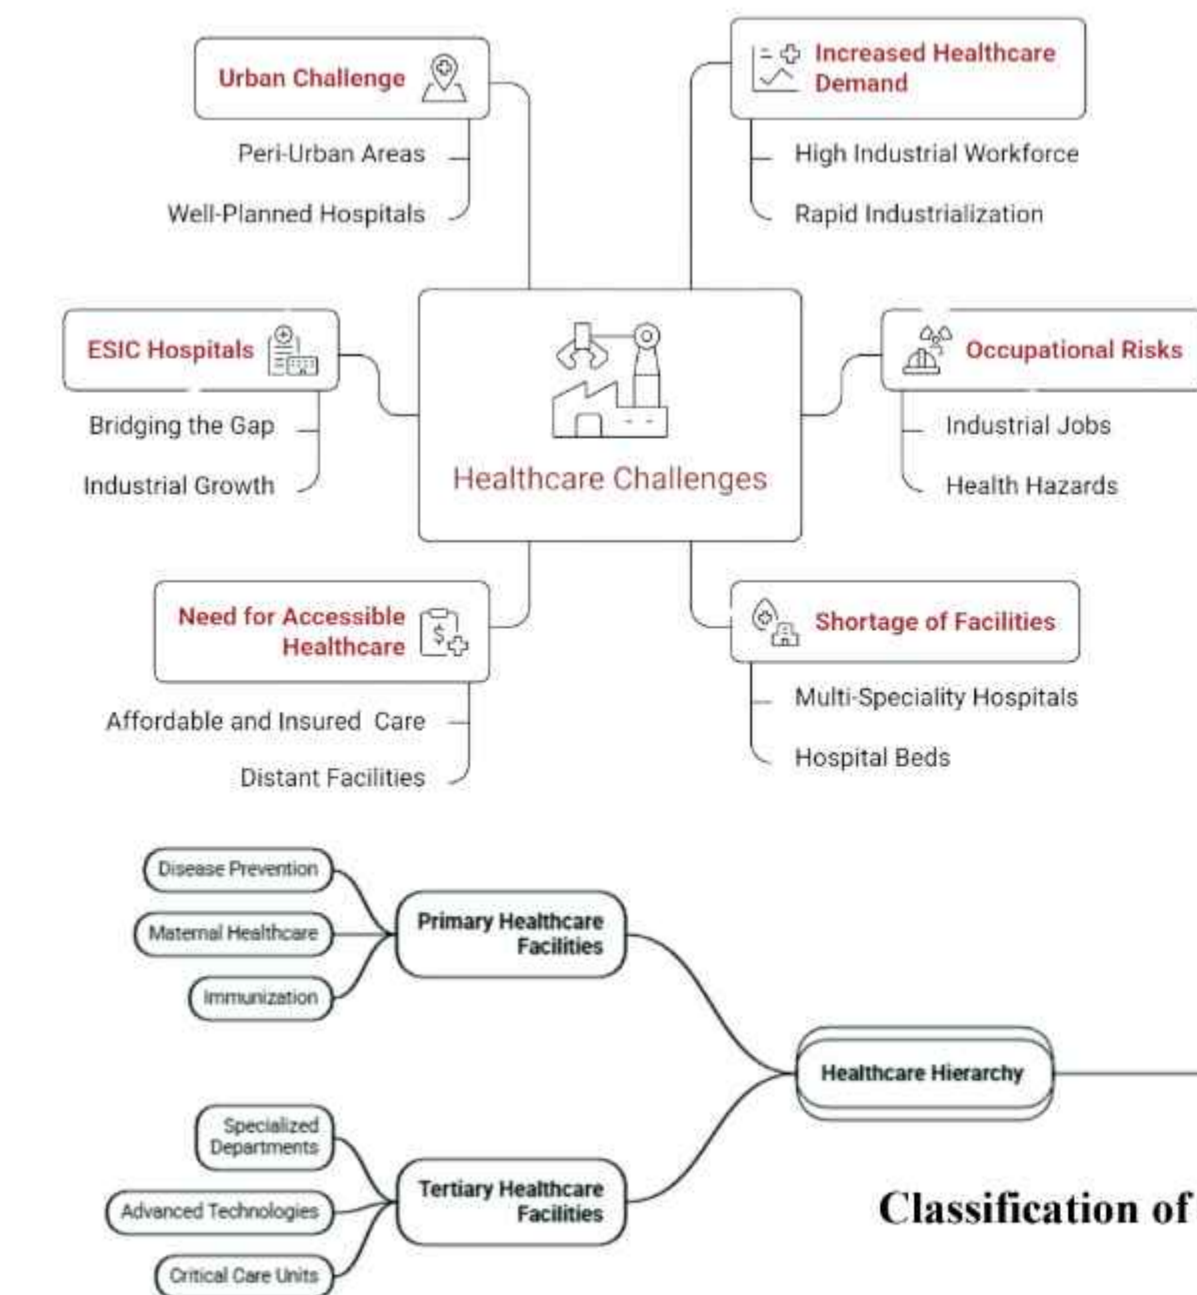 Urban Challenge
Peri-Urban Areas
Well-Planned Hospitals
Increased Healthcare
Demand
High Industrial Workforce
Rapid Industrialization
ESIC Hospitals
Bridging the Gap
Industrial Growth
Healthcare Challenges
Occupational Risks
Industrial Jobs
Health Hazards
Need for Accessible
Healthcare
Affordable and Insured Care
Distant Facilities
Shortage of Facilities
Multi-Speciality Hospitals
Hospital Beds
Disease Prevention
Maternal Healthcare
Immunization
Primary Healthcare
Facilities
Healthcare Hierarchy
Specialized
Departments
Advanced Technologies
Critical Care Units
Tertiary Healthcare
Facilities
Classification of